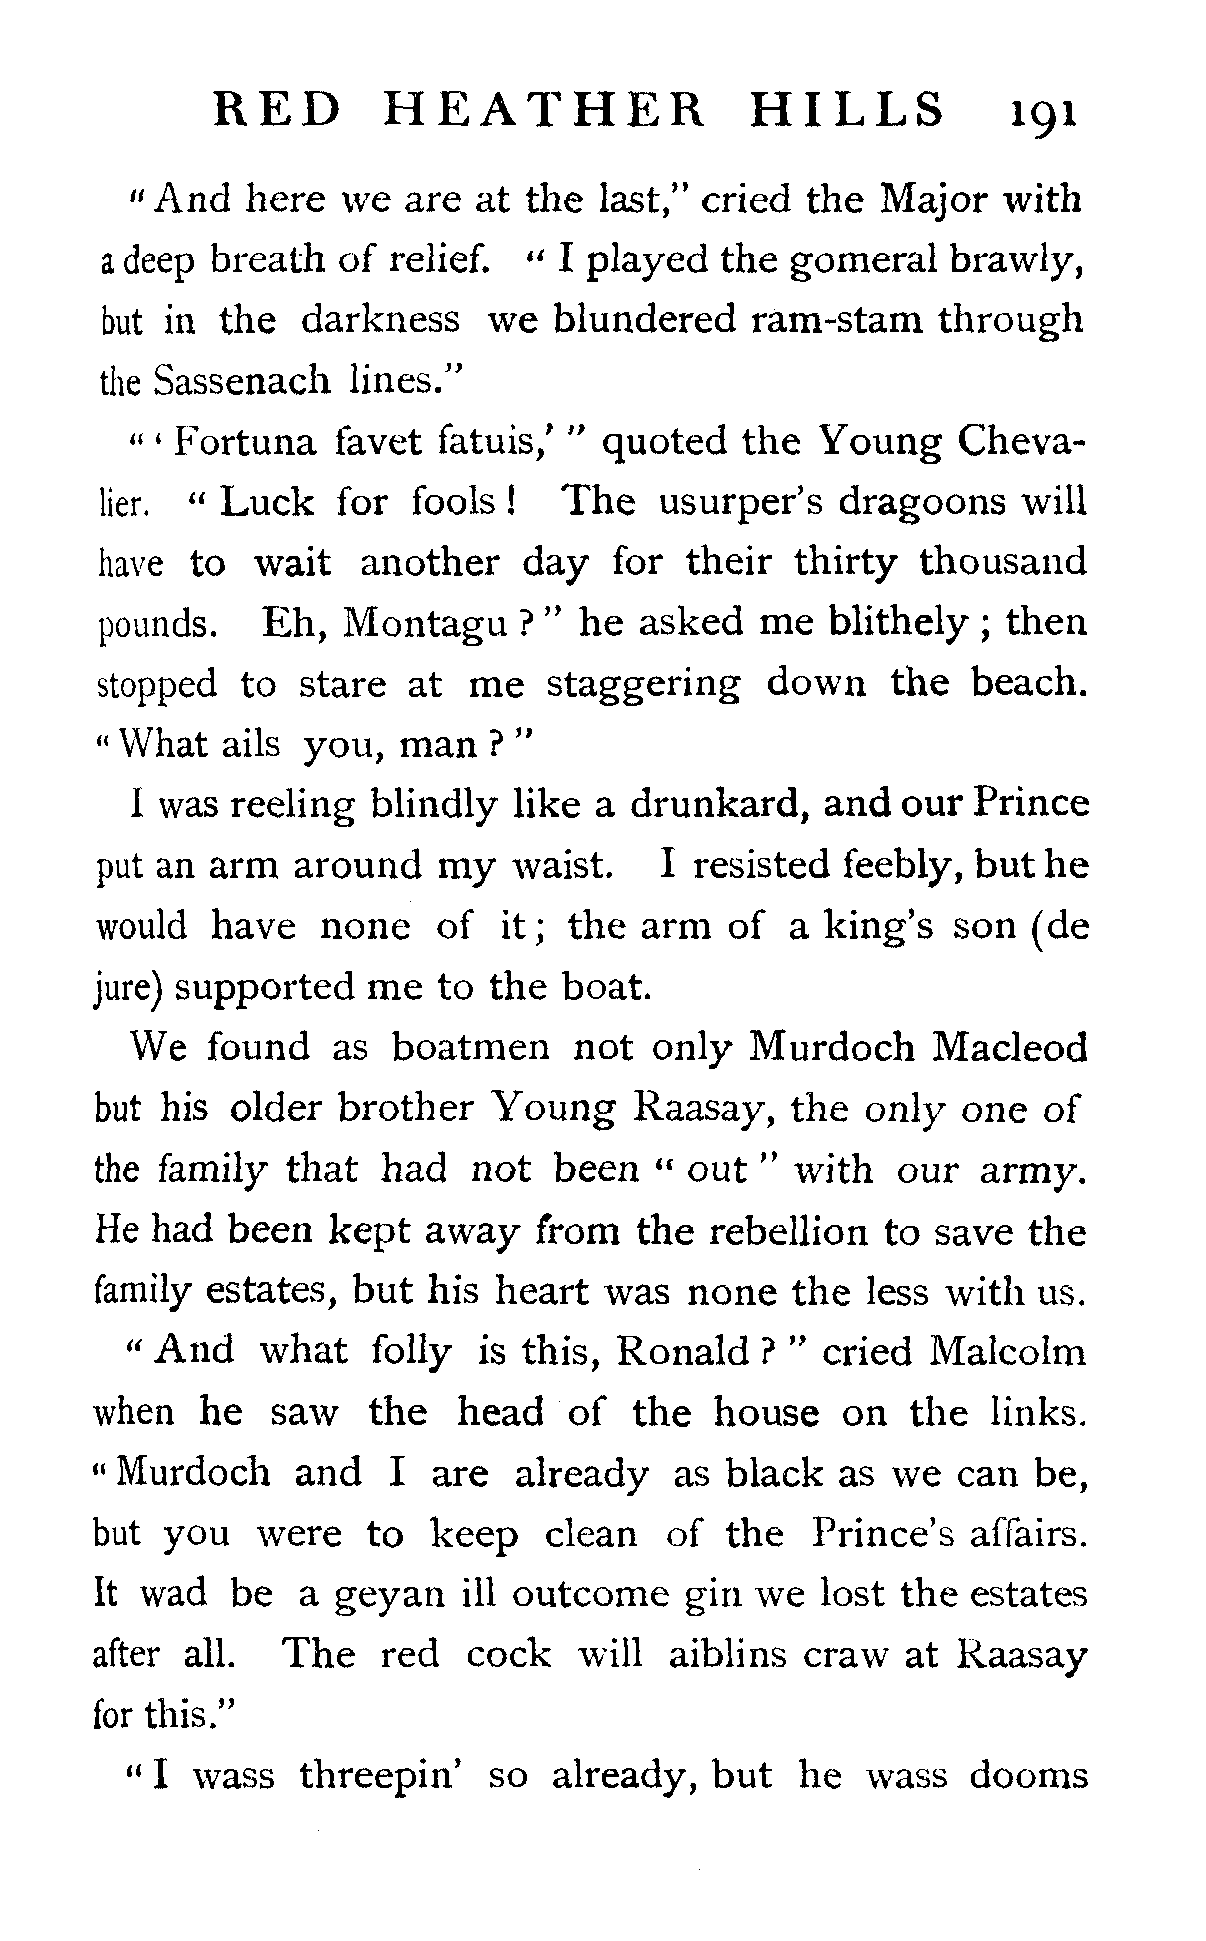 RED HEATHER HILLS 191
" And here we are at the last," cried the Major with
a deep breath of relief. " I played the gomeral brawly,
but in the darkness we blundered ram-stam through
the Sassenach lines."
" ' Fortuna favet fatuis,' " quoted the Young Cheva-
lier. " Luck for fools ! The usurper's dragoons will
have to wait another day for their thirty thousand
pounds. Eh, Montagu ? " he asked me blithely ; then
stopped to stare at me staggering down the beach.
" What ails you, man ? "
I was reeling blindly like a drunkard, and our Prince
put an arm around my waist. I resisted feebly, but he
would have none of it ; the arm of a king's son (de
jure) supported me to the boat.
We found as boatmen not only Murdoch Macleod
but his older brother Young Raasay, the only one of
the family that had not been " out " with our army.
He had been kept away from the rebellion to save the
family estates, but his heart was none the less with us.
" And what folly is this, Ronald ? " cried Malcolm
when he saw the head of the house on the links.
" Murdoch and I are already as black as we can be,
but you were to keep clean of the Prince's affairs.
It wad be a geyan ill outcome gin we lost the estates
after all. The red cock will aiblins craw at Raasay
for this."
" I wass threepin' so already, but he wass dooms